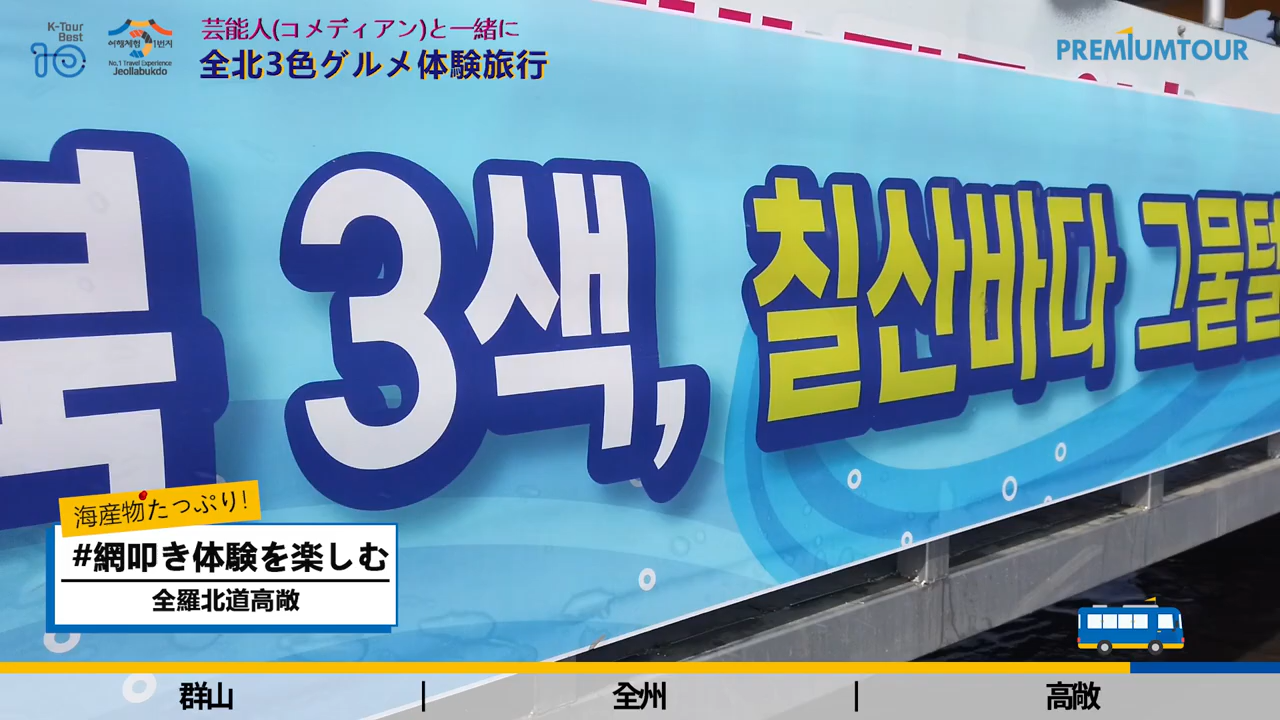 K-Tour
Best
10
여행체험 1번지
No.1 Travel Experience
Jeollabukdo
芸能人(コメディアン)と一緒に
全北3色グルメ体験旅行
PREMIUMTOUR
북 3색, 칠산바다 그물털
海産物たっぷり!
#網叩き体験を楽しむ
全羅北道高敞
群山 | 全州 | 高敞